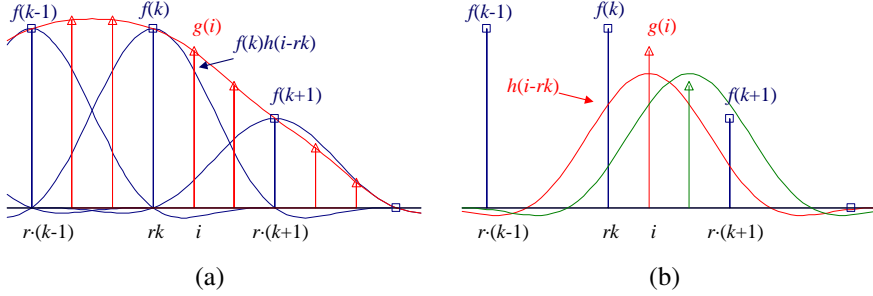 f(k-1)
f(k)
g(i)
f(k)h(i-rk)
f(k+1)
r·(k-1)
rk
i
r·(k+1)
(a)
f(k-1)
f(k)
g(i)
h(i-rk)
f(k+1)
r·(k-1)
rk
i
r·(k+1)
(b)